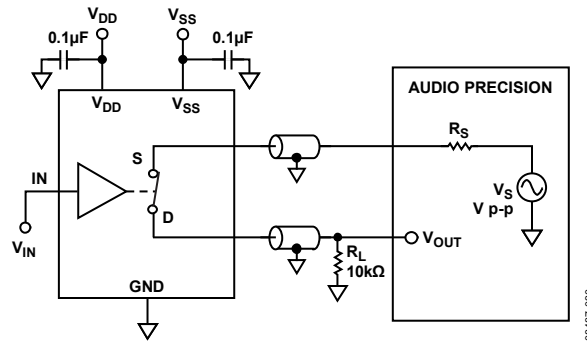 VDD
VSS
0.1µF
0.1µF
VDD
VSS
AUDIO PRECISION
RS
S
IN
VS
V p-p
D
VIN
VOUT
RL
10kΩ
GND